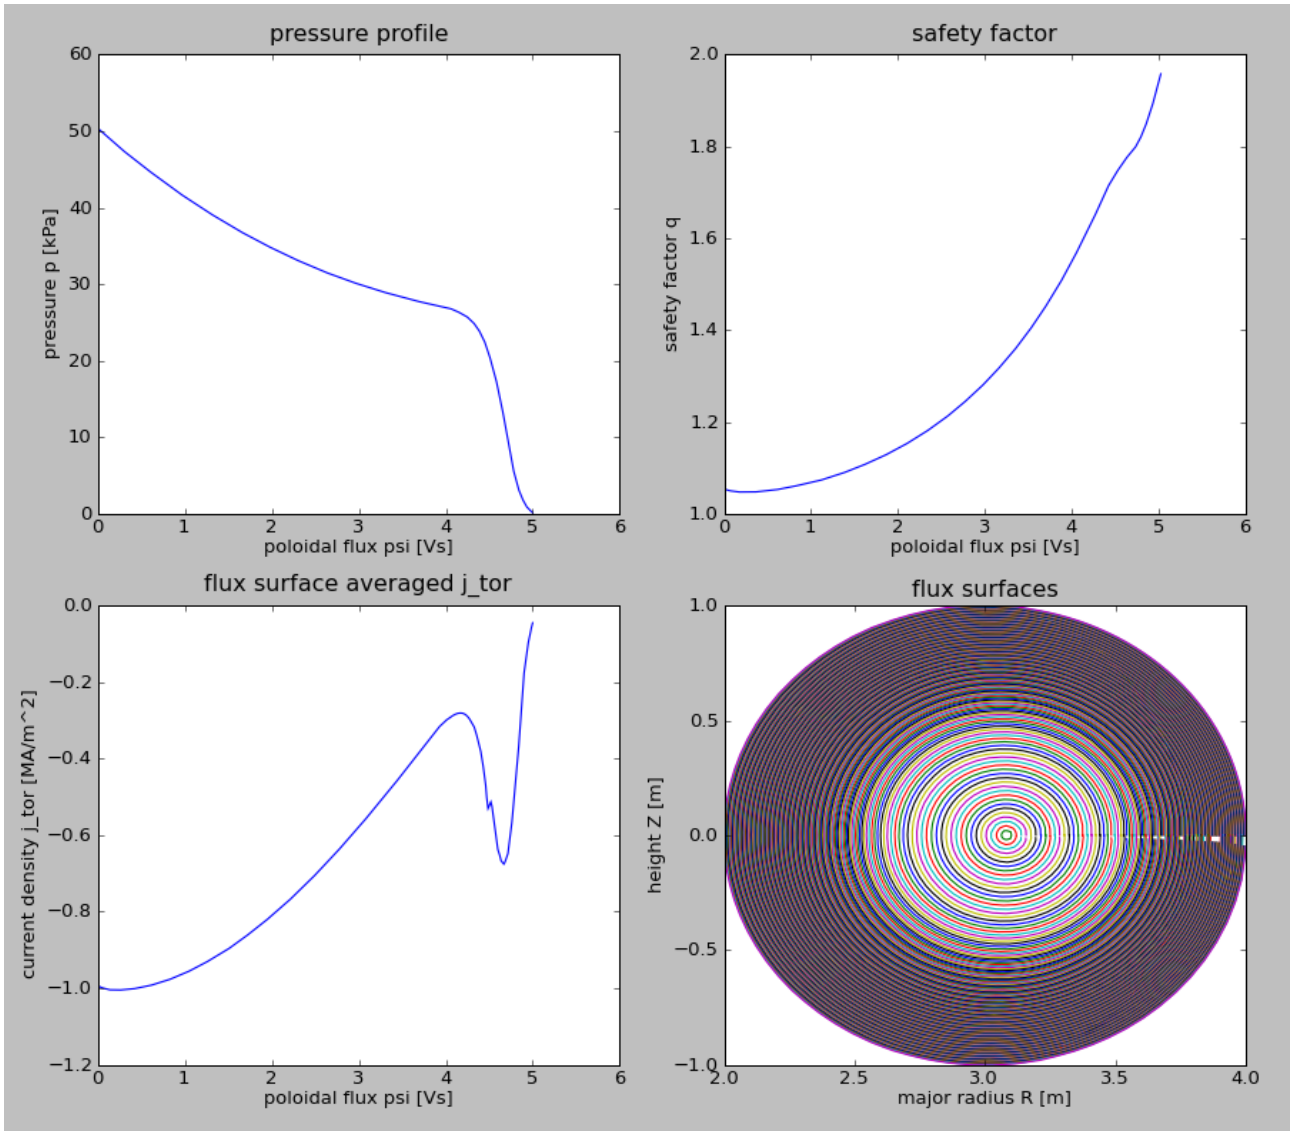 pressure profile
60
50
40
30
20
10
0
pressure p [kPa]
0 1 2 3 4 5 6
poloidal flux psi [Vs]
safety factor
2.0
1.8
1.6
1.4
1.2
1.0
safety factor q
0 1 2 3 4 5 6
poloidal flux psi [Vs]
flux surface averaged j_tor
0.0
−0.2
−0.4
−0.6
−0.8
−1.0
−1.2
current density j_tor [MA/m^2]
0 1 2 3 4 5 6
poloidal flux psi [Vs]
flux surfaces
1.0
0.5
0.0
−0.5
−1.0
height Z [m]
2.0 2.5 3.0 3.5 4.0
major radius R [m]